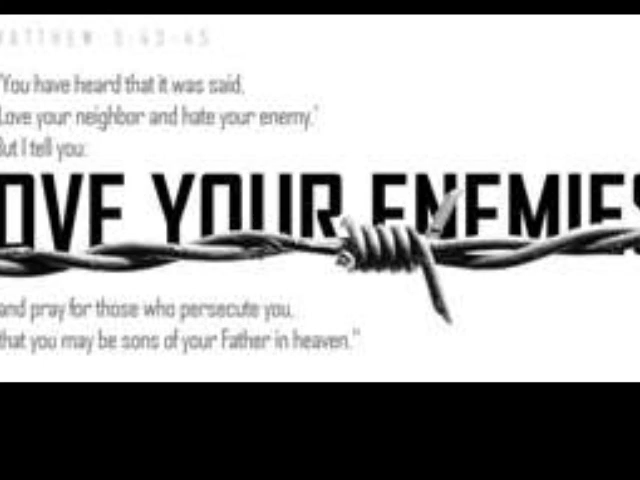 MATTHEW 5:43-45
"You have heard that it was said,
Love your neighbor and hate your enemy.'
But I tell you:
OVE YOUR ENEMIES
and pray for those who persecute you,
that you may be sons of your Father in heaven."